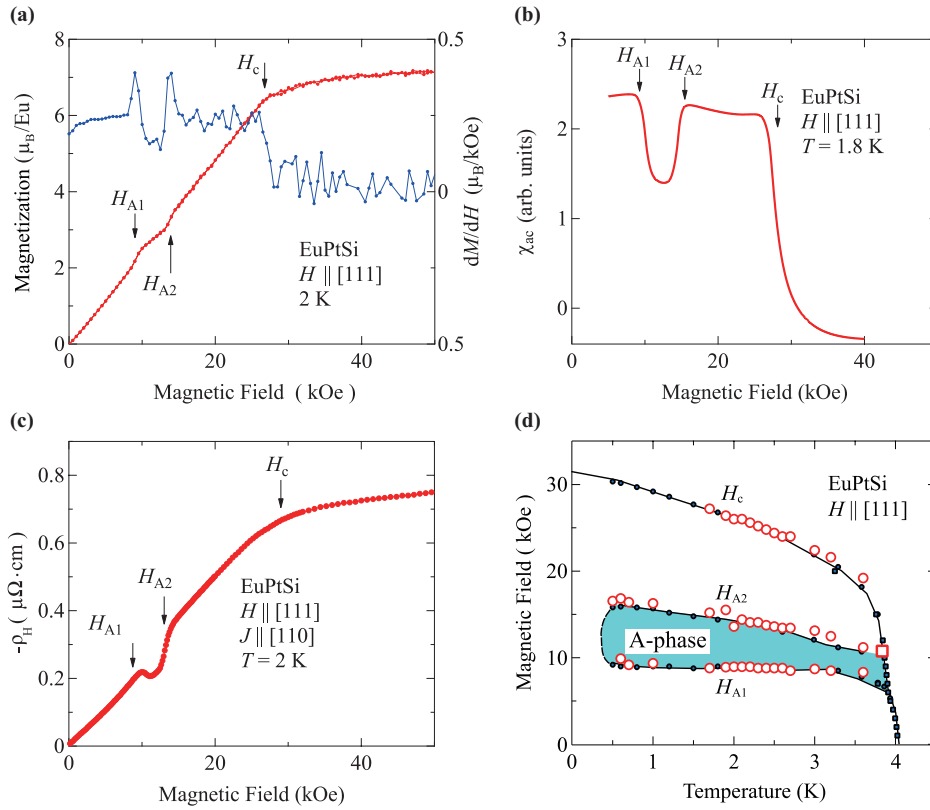 (a)
8
6
4
2
0
Magnetization ( μB/Eu)
0.5
0
0.5
dM/dH (μB/kOe)
Hc
HA1
HA2
EuPtSi
H || [111]
2 K
0
20
40
Magnetic Field ( kOe)
(b)
3
2
1
0
χac (arb. units)
HA1
HA2
Hc
EuPtSi
H || [111]
T = 1.8 K
0
20
40
Magnetic Field (kOe)
(c)
0.8
0.6
0.4
0.2
0
-ρH ( μΩ·cm)
Hc
HA2
HA1
EuPtSi
H || [111]
J || [110]
T = 2 K
0
20
40
Magnetic Field (kOe)
(d)
30
20
10
0
Magnetic Field ( kOe)
Hc
EuPtSi
H || [111]
HA2
A-phase
HA1
0
1
2
3
4
Temperature (K)